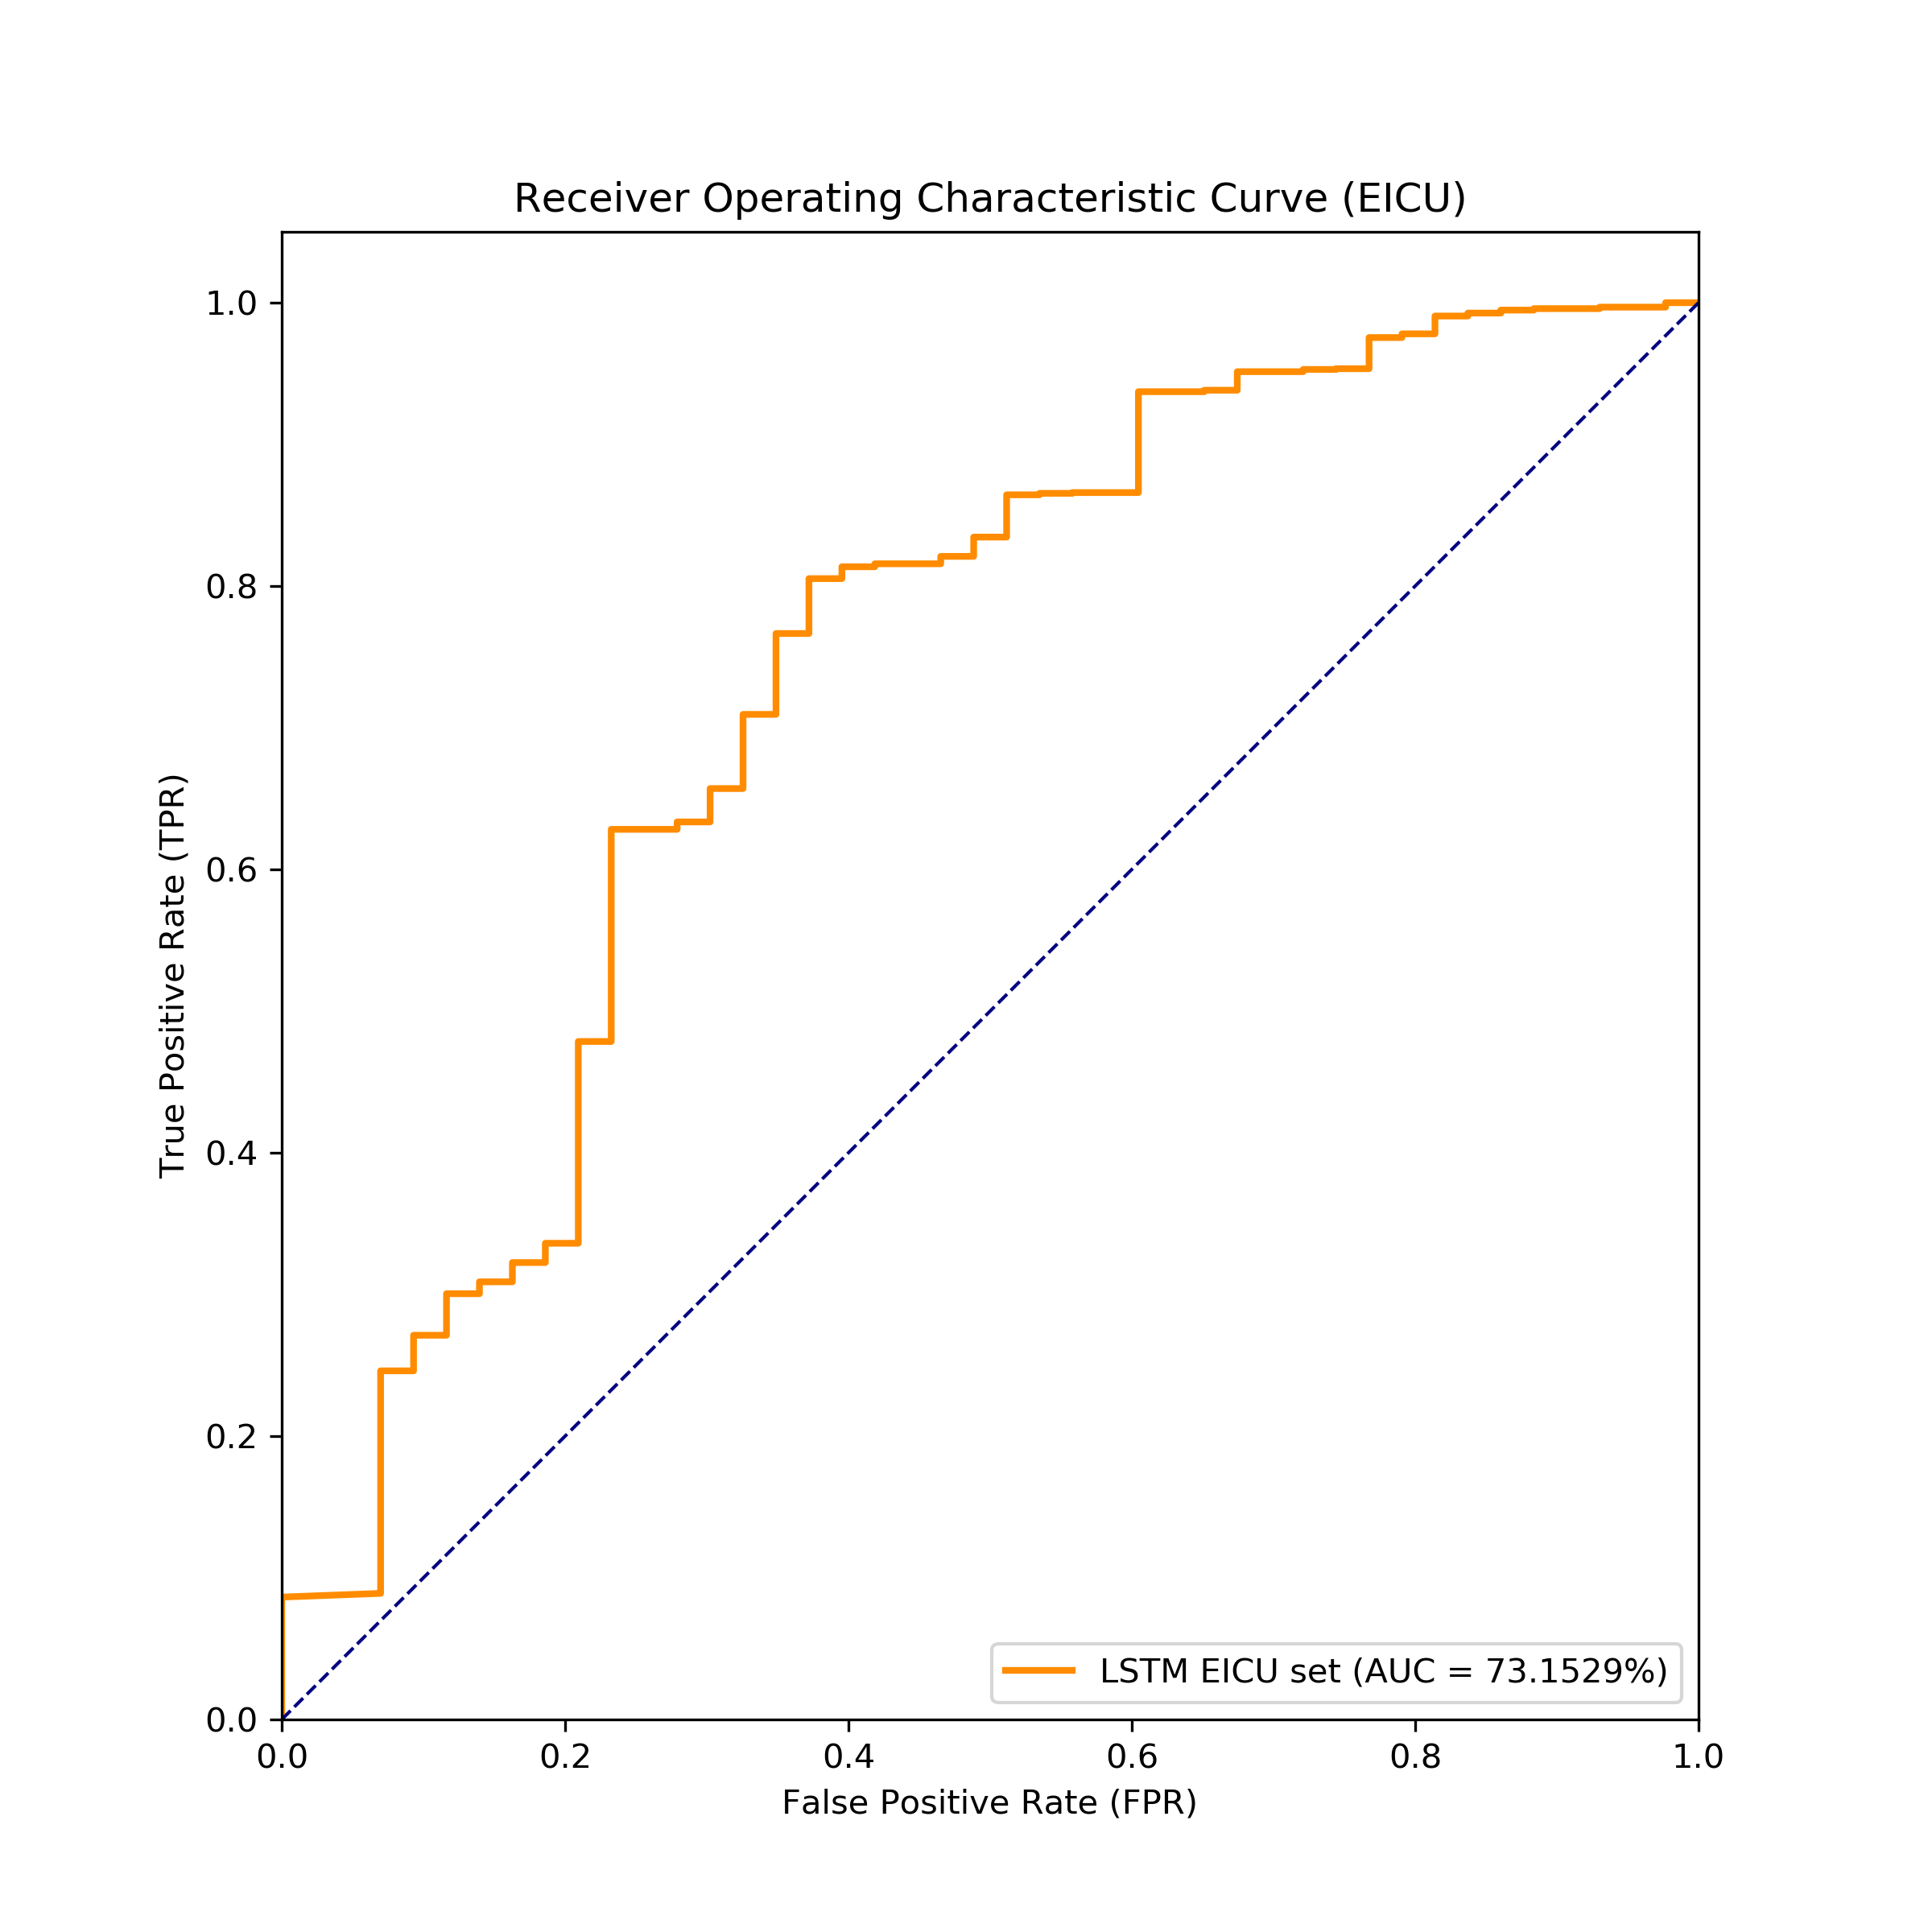 Receiver Operating Characteristic Curve (EICU)
True Positive Rate (TPR)
1.0
0.8
0.6
0.4
0.2
0.0
LSTM EICU set (AUC = 73.1529%)
0.0 0.2 0.4 0.6 0.8 1.0
False Positive Rate (FPR)